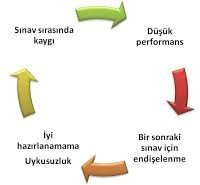 Sınav sırasında
kaygı
Düşük
performans
Bir sonraki
sınav için
endişelenme
İyi
hazırlanamama
Uykusuzluk